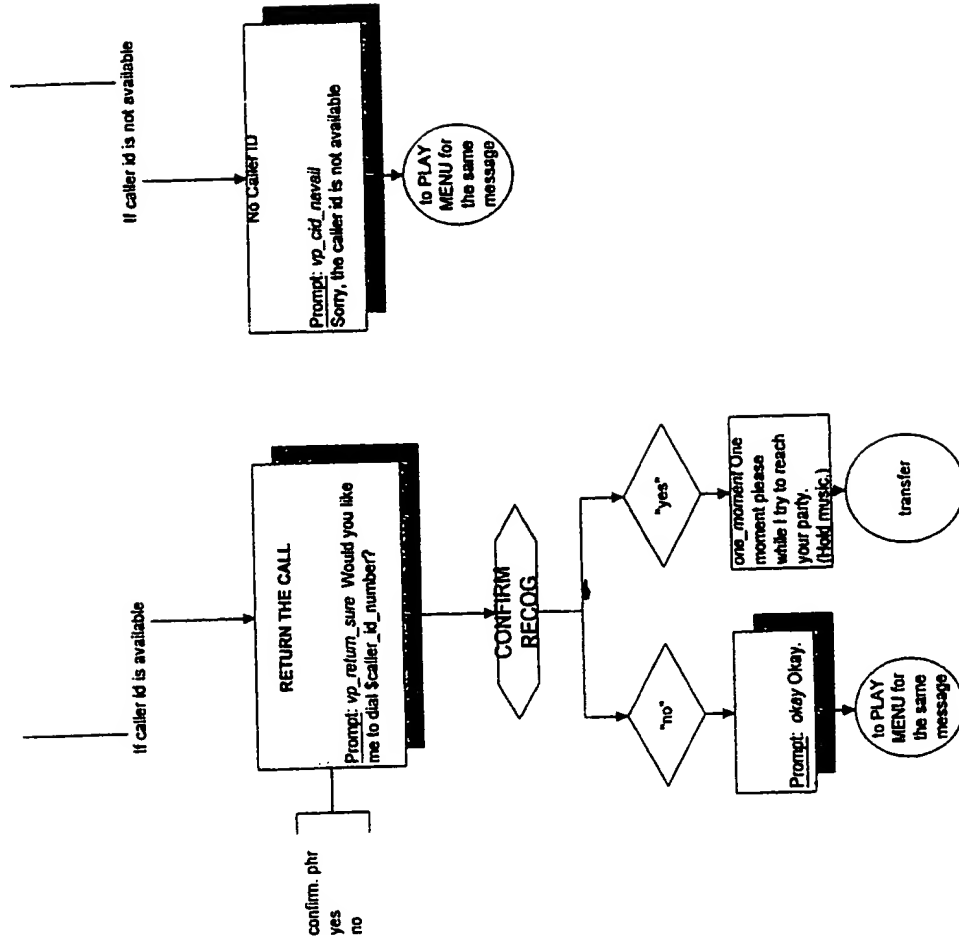 If caller id is available
RETURN THE CALL
Prompt: vp_return_sure Would you like
me to dial $caller_id_number?
confirm. phr
yes
no
CONFIRM
RECOG
"no"
"yes"
Prompt: okay Okay.
one_moment One
moment please
while I try to reach
your party.
(Hold music.)
to PLAY
MENU for
the same
message
transfer
If caller id is not available
No Caller ID
Prompt: vp_cid_navail
Sorry, the caller id is not available
to PLAY
MENU for
the same
message